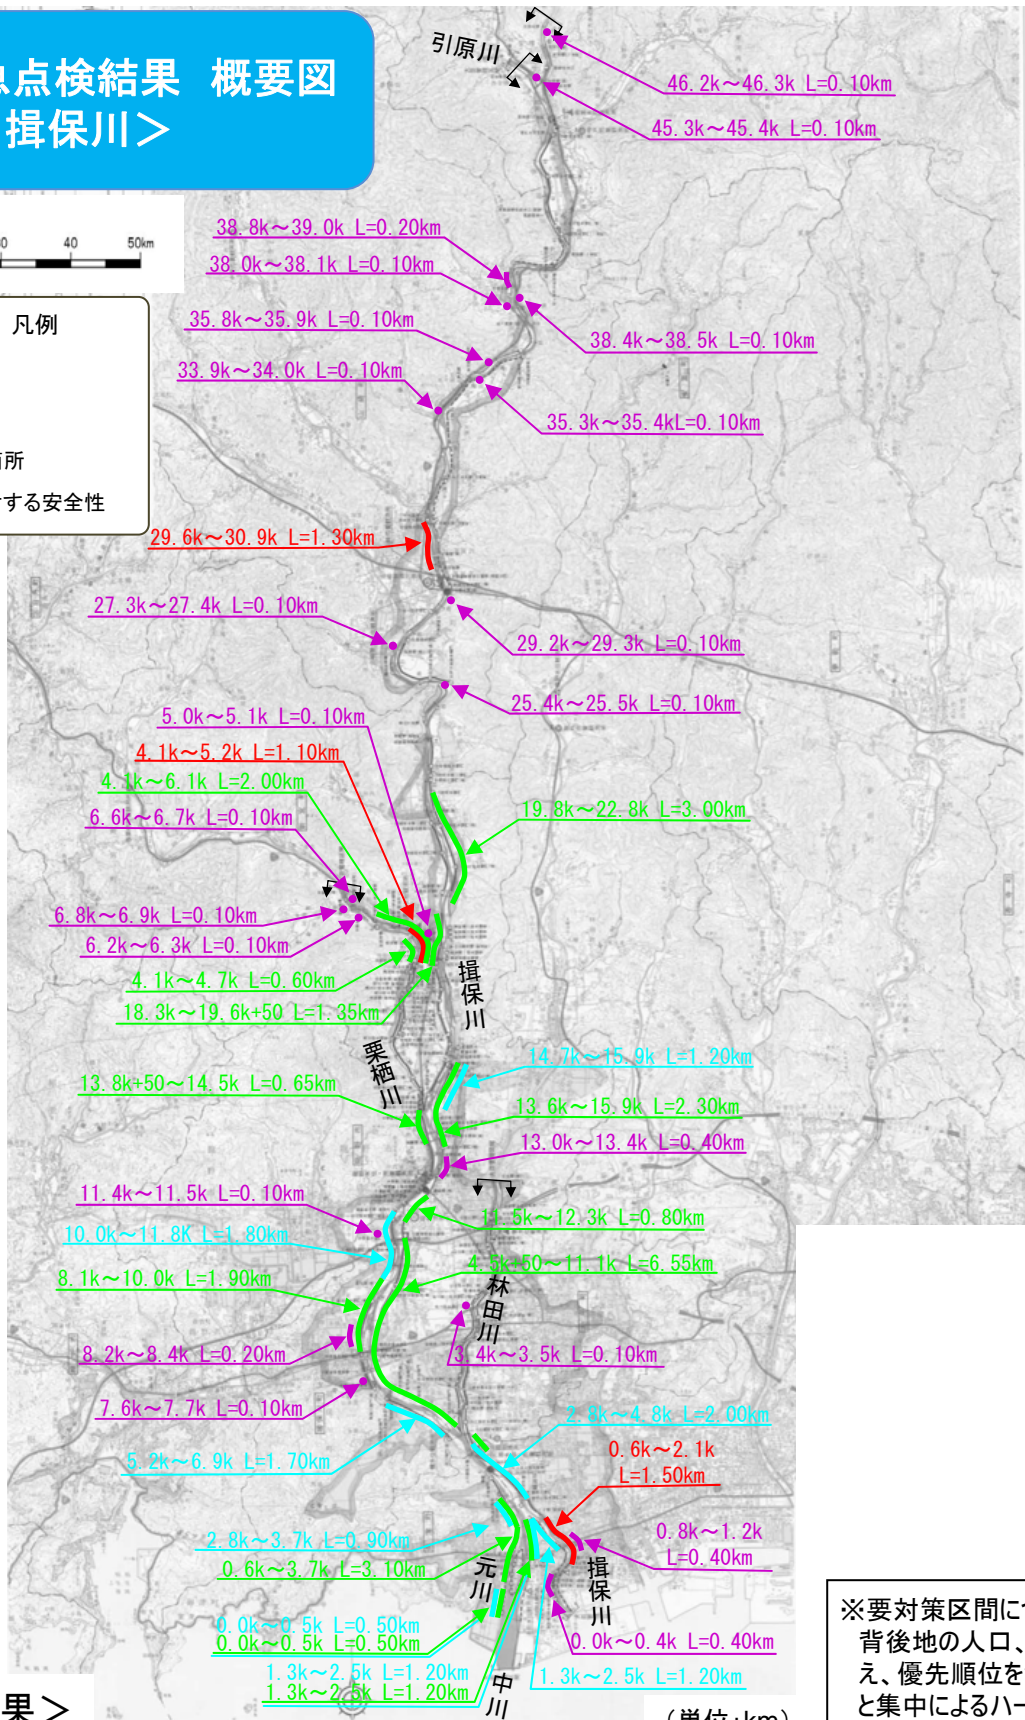 急点検結果 概要図
揖保川＞
40 50km
凡例
箇所
する安全性
引原川
46.2k～46.3k L=0.10km
45.3k～45.4k L=0.10km
38.8k～39.0k L=0.20km
38.0k～38.1k L=0.10km
35.8k～35.9k L=0.10km
38.4k～38.5k L=0.10km
33.9k～34.0k L=0.10km
35.3k～35.4kL=0.10km
29.6k～30.9k L=1.30km
27.3k～27.4k L=0.10km
29.2k～29.3k L=0.10km
25.4k～25.5k L=0.10km
5.0k～5.1k L=0.10km
4.1k～5.2k L=1.10km
4.1k～6.1k L=2.00km
19.8k～22.8k L=3.00km
6.6k～6.7k L=0.10km
6.8k～6.9k L=0.10km
6.2k～6.3k L=0.10km
4.1k～4.7k L=0.60km
18.3k～19.6k+50 L=1.35km
揖保川
栗栖川
14.7k～15.9k L=1.20km
13.8k+50～14.5k L=0.65km
13.6k～15.9k L=2.30km
13.0k～13.4k L=0.40km
11.4k～11.5k L=0.10km
11.5k～12.3k L=0.80km
10.0k～11.8K L=1.80km
4.5k+50～11.1k L=6.55km
8.1k～10.0k L=1.90km
林田川
8.2k～8.4k L=0.20km
3.4k～3.5k L=0.10km
7.6k～7.7k L=0.10km
2.8k～4.8k L=2.00km
5.2k～6.9k L=1.70km
0.6k～2.1k
L=1.50km
2.8k～3.7k L=0.90km
0.8k～1.2k
L=0.40km
0.6k～3.7k L=3.10km
元川
揖保川
0.0k～0.5k L=0.50km
0.0k～0.5k L=0.50km
0.0k～0.4k L=0.40km
1.3k～2.5k L=1.20km
1.3k～2.5k L=1.20km
1.3k～2.5k L=1.20km
中川
果＞
（単位：km）
※要対策区間に
背後地の人口、
え、優先順位を
と集中によるハー